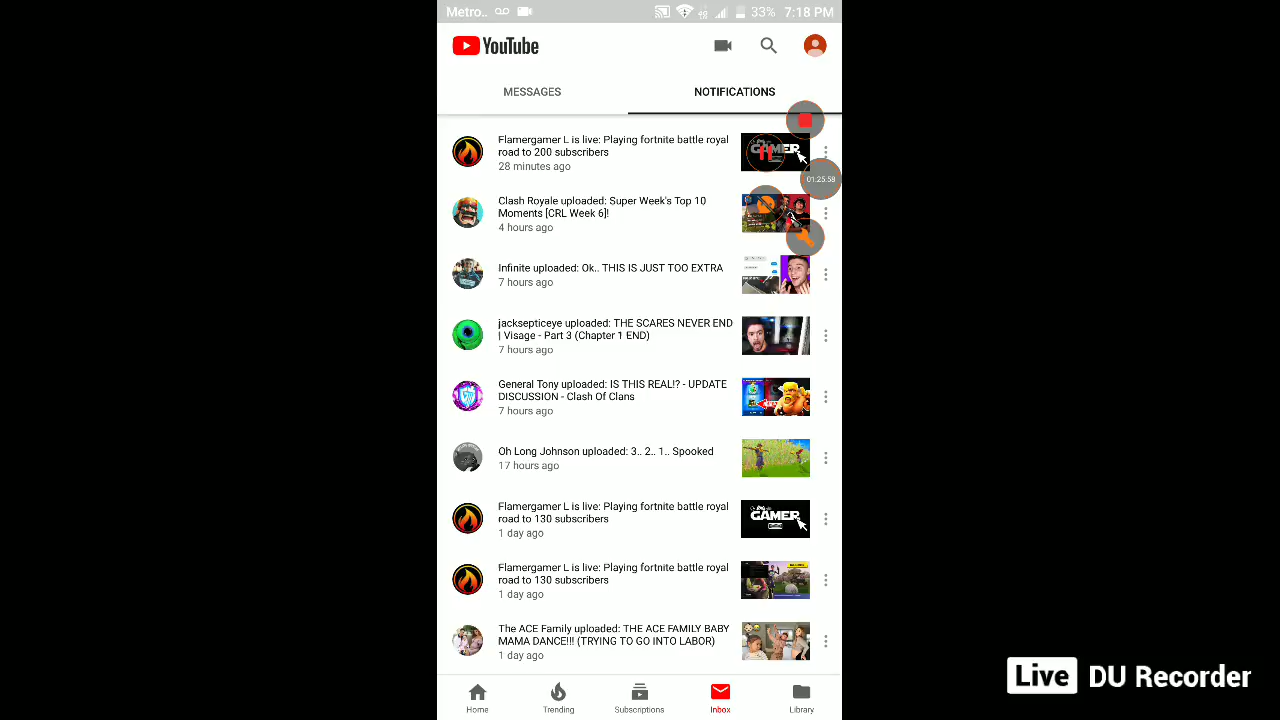 Metro.. 4G 33% 7:18 PM
YouTube
MESSAGES NOTIFICATIONS
Flamergamer L is live: Playing fortnite battle royal
road to 200 subscribers
28 minutes ago
GAMER
01:25:58
Clash Royale uploaded: Super Week's Top 10
Moments [CRL Week 6]!
4 hours ago
Infinite uploaded: Ok.. THIS IS JUST TOO EXTRA
7 hours ago
jacksepticeye uploaded: THE SCARES NEVER END
| Visage - Part 3 (Chapter 1 END)
7 hours ago
General Tony uploaded: IS THIS REAL!? - UPDATE
DISCUSSION - Clash Of Clans
7 hours ago
Oh Long Johnson uploaded: 3.. 2.. 1.. Spooked
17 hours ago
Flamergamer L is live: Playing fortnite battle royal
road to 130 subscribers
1 day ago
GAMER
Flamergamer L is live: Playing fortnite battle royal
road to 130 subscribers
1 day ago
The ACE Family uploaded: THE ACE FAMILY BABY
MAMA DANCE!!! (TRYING TO GO INTO LABOR)
1 day ago
Home Trending Subscriptions Inbox Library
Live DU Recorder